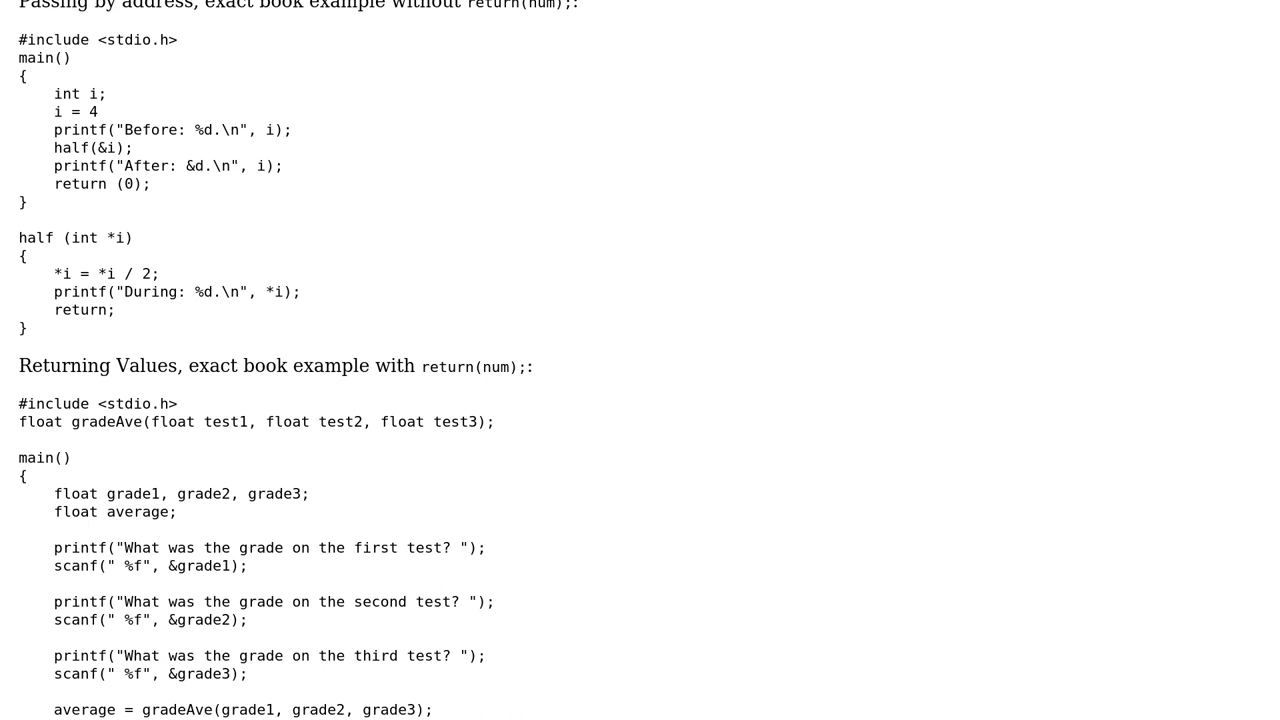 Passing by address, exact book example without return(num);:
#include <stdio.h>
main()
{
    int i;
    i = 4
    printf("Before: %d.\n", i);
    half(&i);
    printf("After: &d.\n", i);
    return (0);
}
half (int *i)
{
    *i = *i / 2;
    printf("During: %d.\n", *i);
    return;
}
Returning Values, exact book example with return(num);:
#include <stdio.h>
float gradeAve(float test1, float test2, float test3);
main()
{
    float grade1, grade2, grade3;
    float average;
    printf("What was the grade on the first test? ");
    scanf(" %f", &grade1);
    printf("What was the grade on the second test? ");
    scanf(" %f", &grade2);
    printf("What was the grade on the third test? ");
    scanf(" %f", &grade3);
    average = gradeAve(grade1, grade2, grade3);